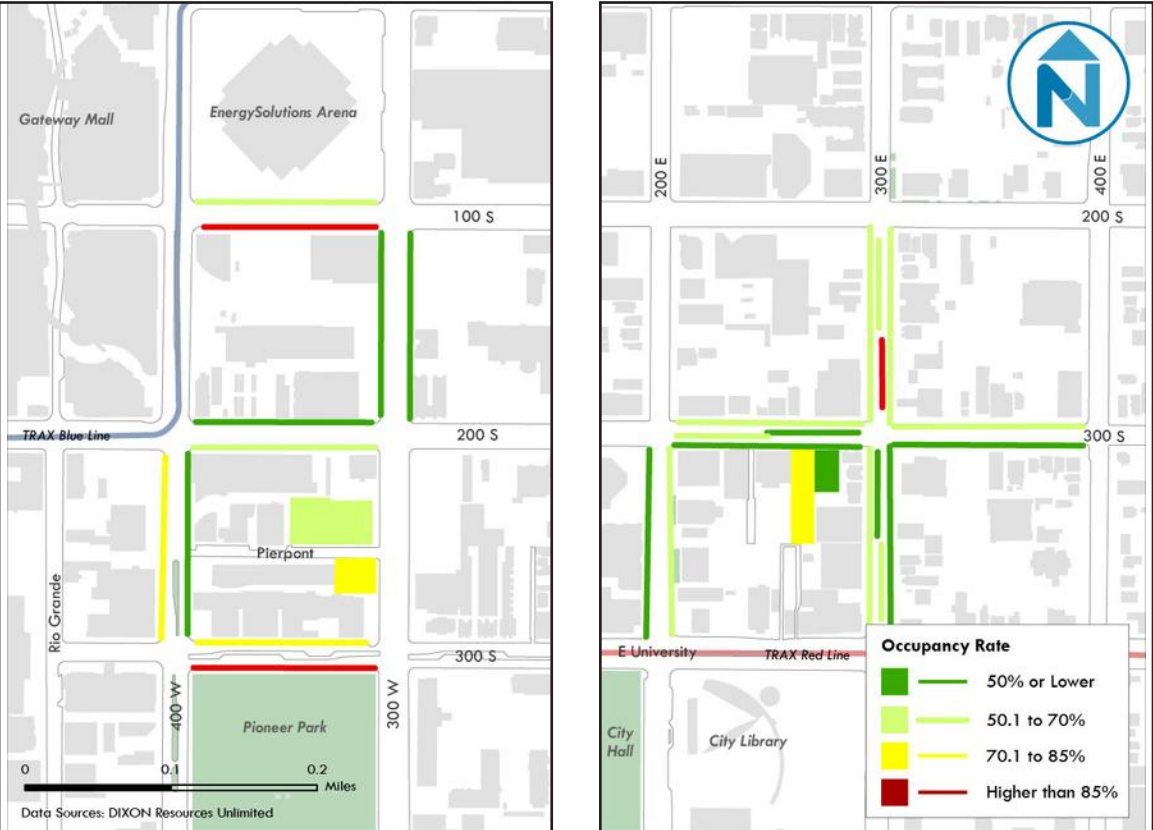 Gateway Mall
EnergySolutions Arena
100 S
TRAX Blue Line
200 S
Pierpont
Rio Grande
300 S
400 W
300 W
Pioneer Park
0
0.1
0.2
Miles
Data Sources: DIXON Resources Unlimited
N
200 E
300 E
400 E
200 S
300 S
E University
TRAX Red Line
City
Hall
City Library
Occupancy Rate
50% or Lower
50.1 to 70%
70.1 to 85%
Higher than 85%